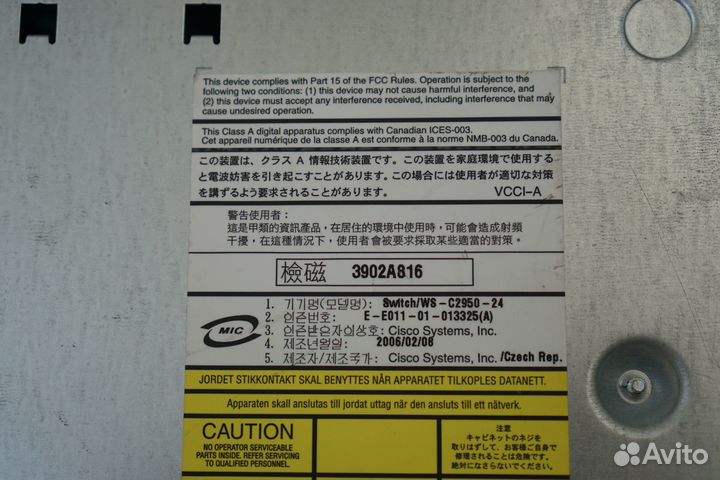 This device complies with Part 15 of the FCC Rules. Operation is subject to the
following two conditions: (1) this device may not cause harmful interference, and
(2) this device must accept any interference received, including interference that may
cause undesired operation.
This Class A digital apparatus complies with Canadian ICES-003.
Cet appareil numérique de la classe A est conforme à la norme NMB-003 du Canada.
この装置は、クラス A 情報技術装置です。この装置を家庭環境で使用する
と電波妨害を引き起こすことがあります。この場合には使用者が適切な対策
を講ずるよう要求されることがあります。 VCCI-A
警告使用者:
這是甲類的資訊產品，在居住的環境中使用時，可能會造成射頻
干擾，在這種情況下，使用者會被要求採取某些適當的對策。
檢磁 3902A816
MIC
1. 기기명(모델명): Switch/WS-C2950-24
2. 인증번호: E-E011-01-013325(A)
3. 인증받은자의상호: Cisco Systems, Inc.
4. 제조년월일: 2006/02/08
5. 제조자/제조국가: Cisco Systems, Inc. /Czech Rep.
JORDET STIKKONTAKT SKAL BENYTTES NÅR APPARATET TILKOPLES DATANETT.
Apparaten skall anslutas till jordat uttag när den ansluts till ett nätverk.
CAUTION
NO OPERATOR SERVICEABLE
PARTS INSIDE. REFER SERVICING
TO QUALIFIED PERSONNEL.
注意
キャビネットのネジを
取りはずして、お客様ご自身で
修理されることは危険です。
絶対になさらないでください。
Avito